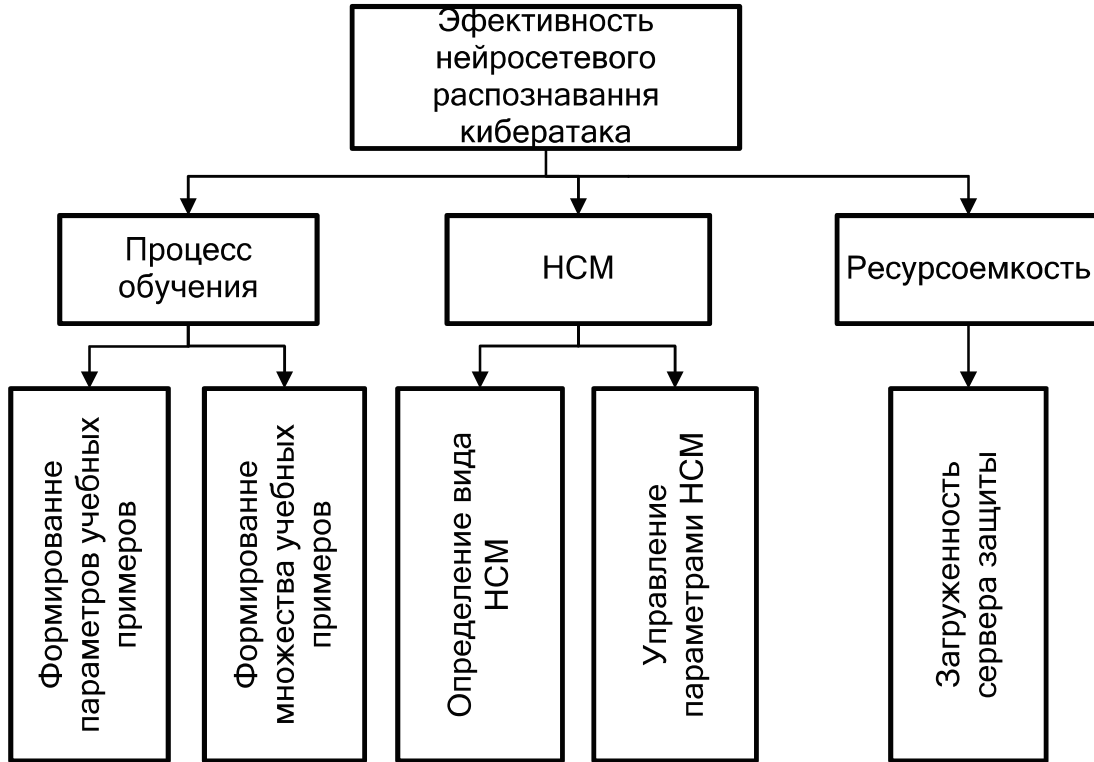 Эфективность
нейросетевого
распознавання
кибератака
Процесс
обучения
НСМ
Ресурсоемкость
Формированне
параметров учебных
примеров
Формированне
множества учебных
примеров
Определение вида
НСМ
Управление
параметрами НСМ
Загруженность
сервера защиты